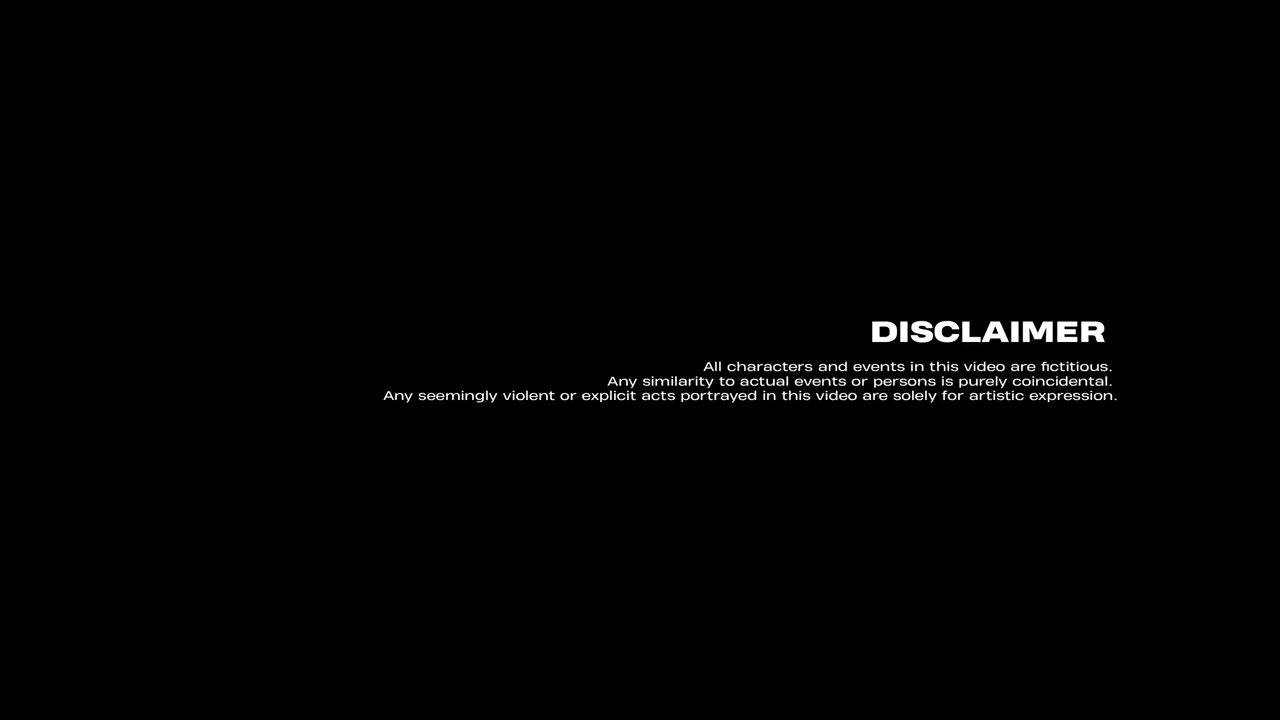 DISCLAIMER
All characters and events in this video are fictitious.
Any similarity to actual events or persons is purely coincidental.
Any seemingly violent or explicit acts portrayed in this video are solely for artistic expression.